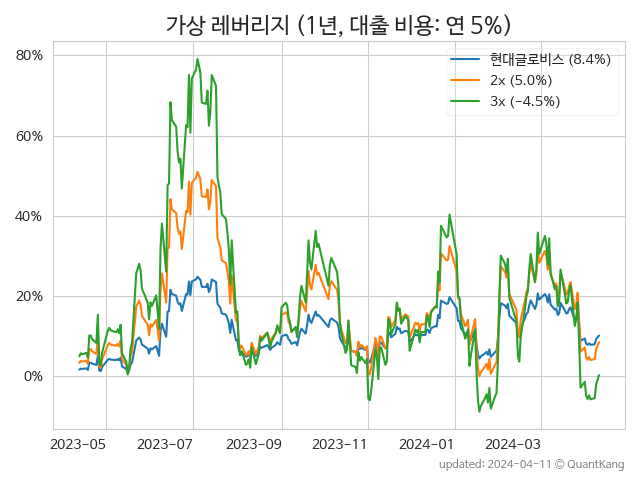 가상 레버리지 (1년, 대출 비용: 연 5%)
80%
60%
40%
20%
0%
현대글로비스 (8.4%)
2x (5.0%)
3x (-4.5%)
2023-05 2023-07 2023-09 2023-11 2024-01 2024-03
updated: 2024-04-11 © QuantKang